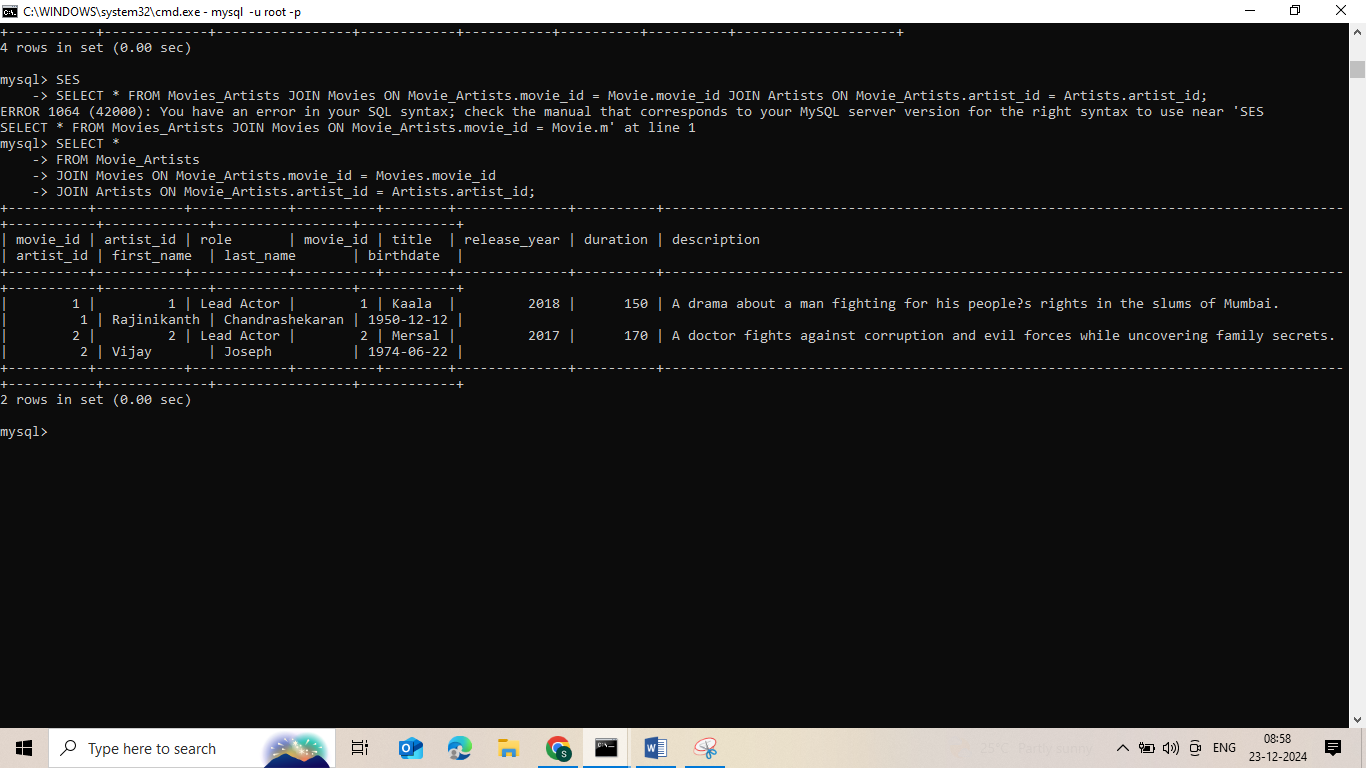 C:\WINDOWS\system32\cmd.exe - mysql -u root -p
+-----------+-------------+-----------------+------------+-----------+----------+----------+--------------------+
4 rows in set (0.00 sec)
mysql> SES
    -> SELECT * FROM Movies_Artists JOIN Movies ON Movie_Artists.movie_id = Movie.movie_id JOIN Artists ON Movie_Artists.artist_id = Artists.artist_id;
ERROR 1064 (42000): You have an error in your SQL syntax; check the manual that corresponds to your MySQL server version for the right syntax to use near 'SES
SELECT * FROM Movies_Artists JOIN Movies ON Movie_Artists.movie_id = Movie.m' at line 1
mysql> SELECT *
    -> FROM Movie_Artists
    -> JOIN Movies ON Movie_Artists.movie_id = Movies.movie_id
    -> JOIN Artists ON Movie_Artists.artist_id = Artists.artist_id;
+----------+-----------+------------+----------+--------+--------------+----------+-------------------------------------------------------------------------------------
+-----------+-------------+-----------------+------------+
| movie_id | artist_id | role       | movie_id | title  | release_year | duration | description
| artist_id | first_name  | last_name       | birthdate  |
+----------+-----------+------------+----------+--------+--------------+----------+-------------------------------------------------------------------------------------
+-----------+-------------+-----------------+------------+
|        1 |         1 | Lead Actor |        1 | Kaala  |         2018 |      150 | A drama about a man fighting for his people?s rights in the slums of Mumbai.
|         1 | Rajinikanth | Chandrashekaran | 1950-12-12 |
|        2 |         2 | Lead Actor |        2 | Mersal |         2017 |      170 | A doctor fights against corruption and evil forces while uncovering family secrets.
|         2 | Vijay       | Joseph          | 1974-06-22 |
+----------+-----------+------------+----------+--------+--------------+----------+-------------------------------------------------------------------------------------
+-----------+-------------+-----------------+------------+
2 rows in set (0.00 sec)
mysql>
Type here to search
25°C Partly sunny
ENG
08:58
23-12-2024